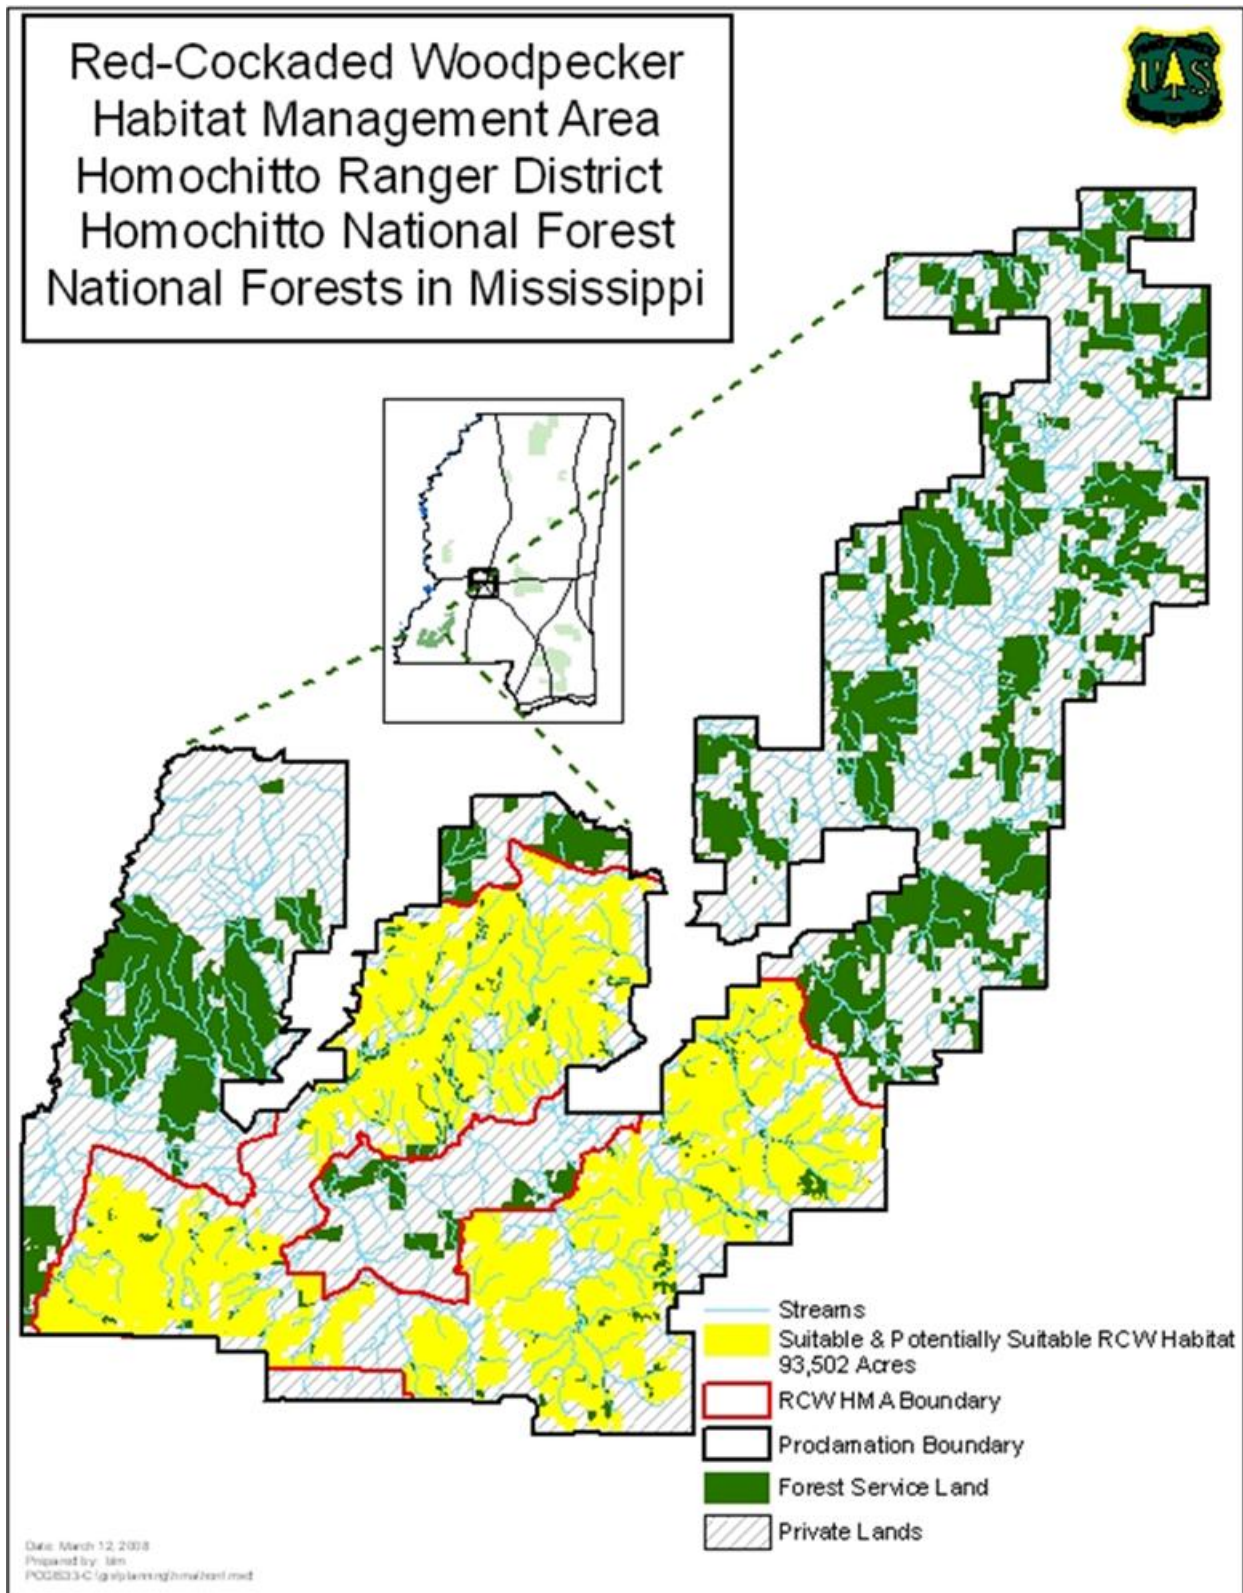 Red-Cockaded Woodpecker
Habitat Management Area
Homochitto Ranger District
Homochitto National Forest
National Forests in Mississippi
U S
Streams
Suitable & Potentially Suitable RCW Habitat
93,502 Acres
RCW HMA Boundary
Proclamation Boundary
Forest Service Land
Private Lands
Date: March 12, 2008
Prepared by: